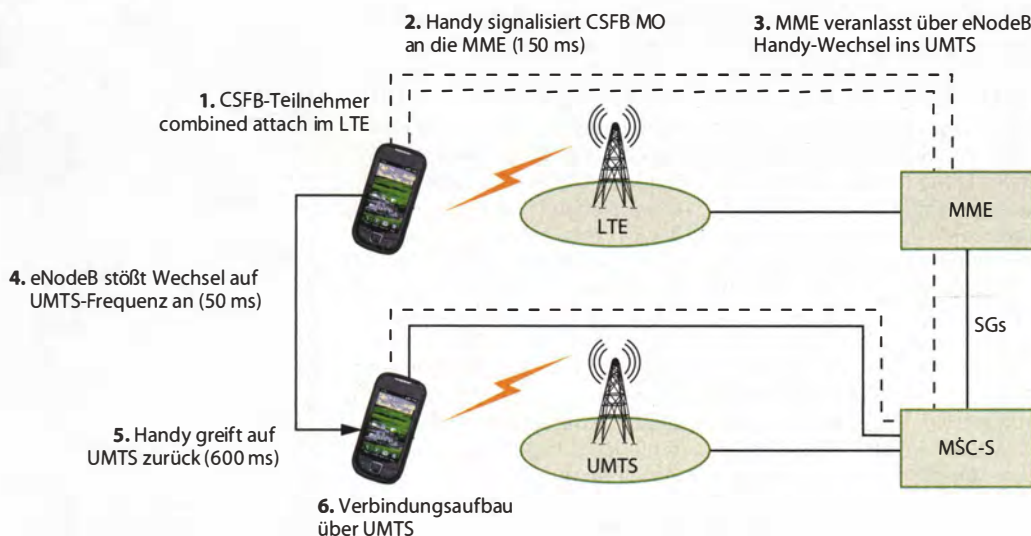 2. Handy signalisiert CSFB MO
an die MME (150 ms)
3. MME veranlasst über eNodeB
Handy-Wechsel ins UMTS
1. CSFB-Teilnehmer
combined attach im LTE
LTE
MME
4. eNodeB stößt Wechsel auf
UMTS-Frequenz an (50 ms)
SGs
5. Handy greift auf
UMTS zurück (600 ms)
UMTS
MSC-S
6. Verbindungsaufbau
über UMTS